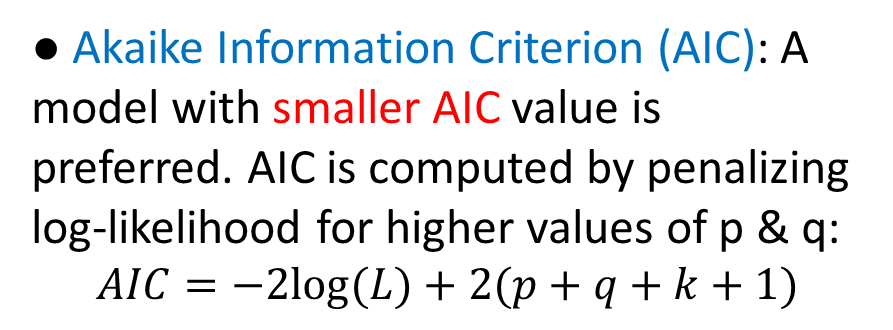 ● Akaike Information Criterion (AIC): A
model with smaller AIC value is
preferred. AIC is computed by penalizing
log-likelihood for higher values of p & q:
AIC = −2log(L) + 2(p + q + k + 1)